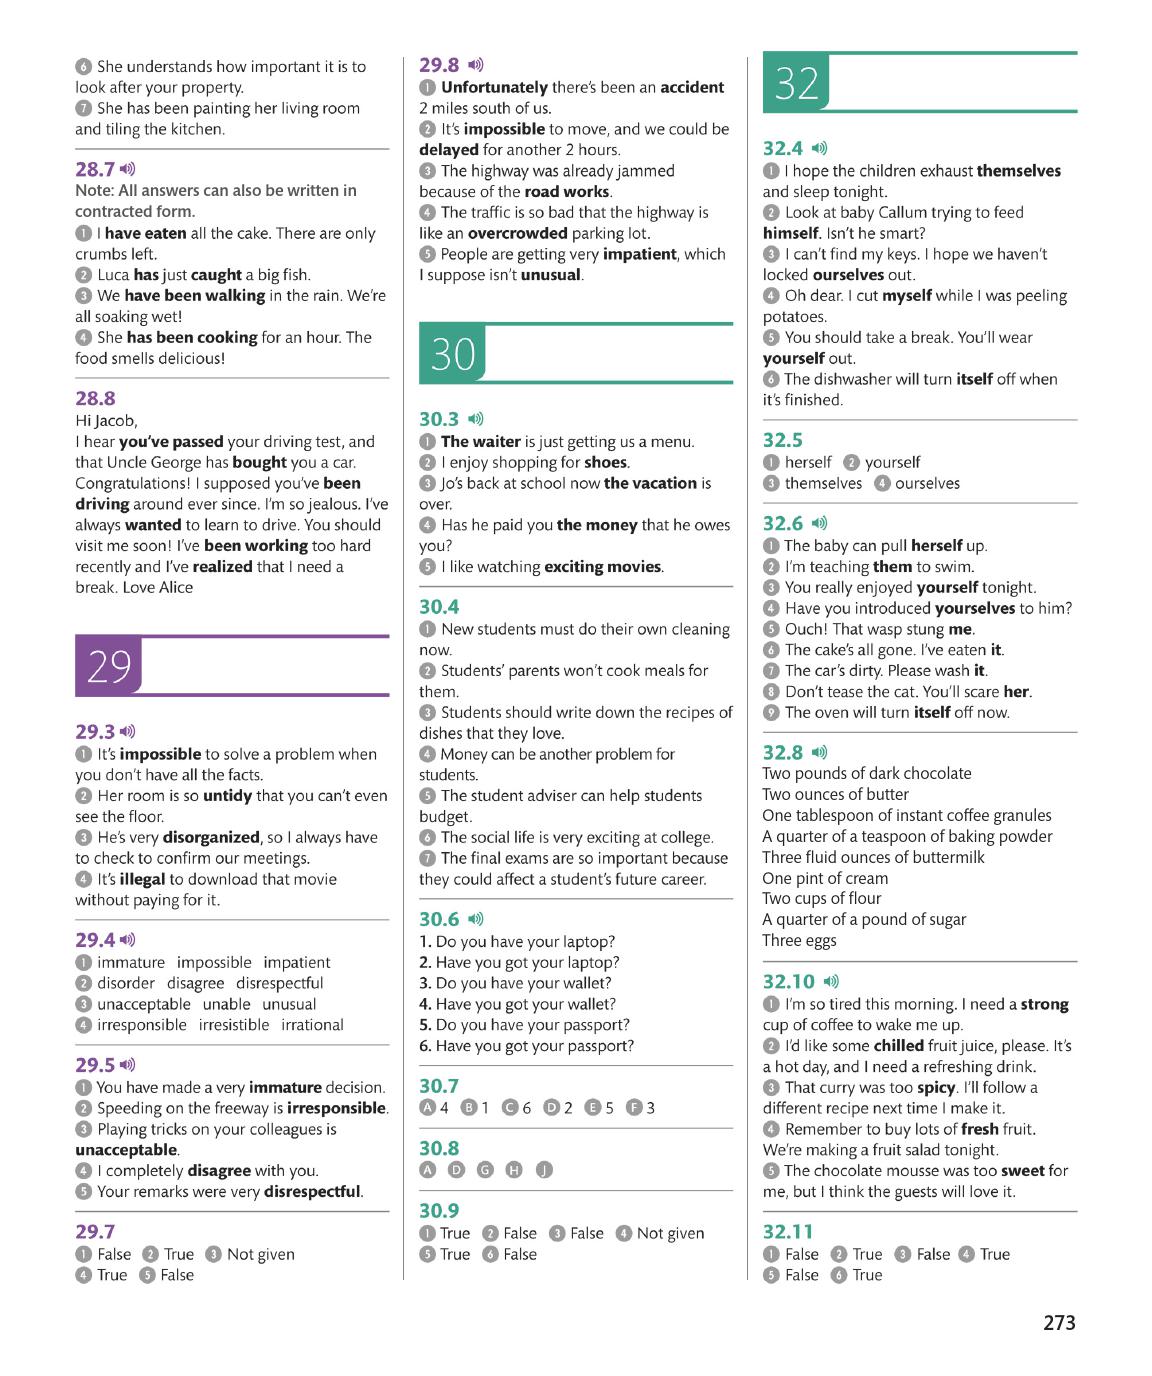 6 She understands how important it is to
look after your property.
7 She has been painting her living room
and tiling the kitchen.
28.7
Note: All answers can also be written in
contracted form.
1 I have eaten all the cake. There are only
crumbs left.
2 Luca has just caught a big fish.
3 We have been walking in the rain. We’re
all soaking wet!
4 She has been cooking for an hour. The
food smells delicious!
28.8
Hi Jacob,
I hear you’ve passed your driving test, and
that Uncle George has bought you a car.
Congratulations! I supposed you’ve been
driving around ever since. I’m so jealous. I’ve
always wanted to learn to drive. You should
visit me soon! I’ve been working too hard
recently and I’ve realized that I need a
break. Love Alice
29
29.3
1 It’s impossible to solve a problem when
you don’t have all the facts.
2 Her room is so untidy that you can’t even
see the floor.
3 He’s very disorganized, so I always have
to check to confirm our meetings.
4 It’s illegal to download that movie
without paying for it.
29.4
1 immature impossible impatient
2 disorder disagree disrespectful
3 unacceptable unable unusual
4 irresponsible irresistible irrational
29.5
1 You have made a very immature decision.
2 Speeding on the freeway is irresponsible.
3 Playing tricks on your colleagues is
unacceptable.
4 I completely disagree with you.
5 Your remarks were very disrespectful.
29.7
1 False 2 True 3 Not given
4 True 5 False
29.8
1 Unfortunately there’s been an accident
2 miles south of us.
2 It’s impossible to move, and we could be
delayed for another 2 hours.
3 The highway was already jammed
because of the road works.
4 The traffic is so bad that the highway is
like an overcrowded parking lot.
5 People are getting very impatient, which
I suppose isn’t unusual.
30
30.3
1 The waiter is just getting us a menu.
2 I enjoy shopping for shoes.
3 Jo’s back at school now the vacation is
over.
4 Has he paid you the money that he owes
you?
5 I like watching exciting movies.
30.4
1 New students must do their own cleaning
now.
2 Students’ parents won’t cook meals for
them.
3 Students should write down the recipes of
dishes that they love.
4 Money can be another problem for
students.
5 The student adviser can help students
budget.
6 The social life is very exciting at college.
7 The final exams are so important because
they could affect a student’s future career.
30.6
1. Do you have your laptop?
2. Have you got your laptop?
3. Do you have your wallet?
4. Have you got your wallet?
5. Do you have your passport?
6. Have you got your passport?
30.7
A 4 B 1 C 6 D 2 E 5 F 3
30.8
A D G H J
30.9
1 True 2 False 3 False 4 Not given
5 True 6 False
32
32.4
1 I hope the children exhaust themselves
and sleep tonight.
2 Look at baby Callum trying to feed
himself. Isn’t he smart?
3 I can’t find my keys. I hope we haven’t
locked ourselves out.
4 Oh dear. I cut myself while I was peeling
potatoes.
5 You should take a break. You’ll wear
yourself out.
6 The dishwasher will turn itself off when
it’s finished.
32.5
1 herself 2 yourself
3 themselves 4 ourselves
32.6
1 The baby can pull herself up.
2 I’m teaching them to swim.
3 You really enjoyed yourself tonight.
4 Have you introduced yourselves to him?
5 Ouch! That wasp stung me.
6 The cake’s all gone. I’ve eaten it.
7 The car’s dirty. Please wash it.
8 Don’t tease the cat. You’ll scare her.
9 The oven will turn itself off now.
32.8
Two pounds of dark chocolate
Two ounces of butter
One tablespoon of instant coffee granules
A quarter of a teaspoon of baking powder
Three fluid ounces of buttermilk
One pint of cream
Two cups of flour
A quarter of a pound of sugar
Three eggs
32.10
1 I’m so tired this morning. I need a strong
cup of coffee to wake me up.
2 I’d like some chilled fruit juice, please. It’s
a hot day, and I need a refreshing drink.
3 That curry was too spicy. I’ll follow a
different recipe next time I make it.
4 Remember to buy lots of fresh fruit.
We’re making a fruit salad tonight.
5 The chocolate mousse was too sweet for
me, but I think the guests will love it.
32.11
1 False 2 True 3 False 4 True
5 False 6 True
273